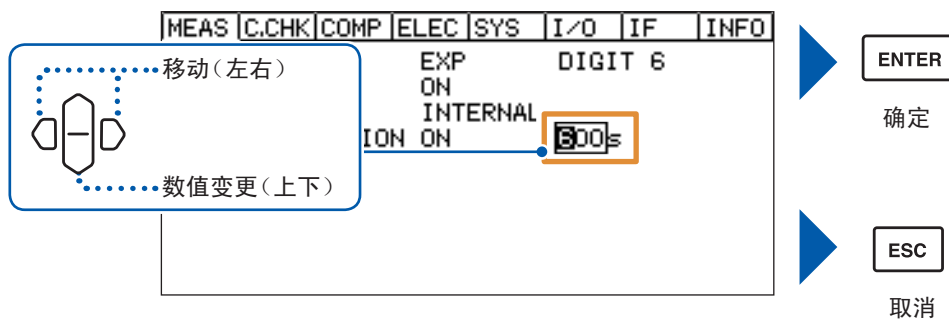 MEAS C.CHK COMP ELEC SYS I/O IF INFO
移动（左右）
EXP DIGIT 6
ON
INTERNAL
ION ON 600s
数值变更（上下）
ENTER
确定
ESC
取消